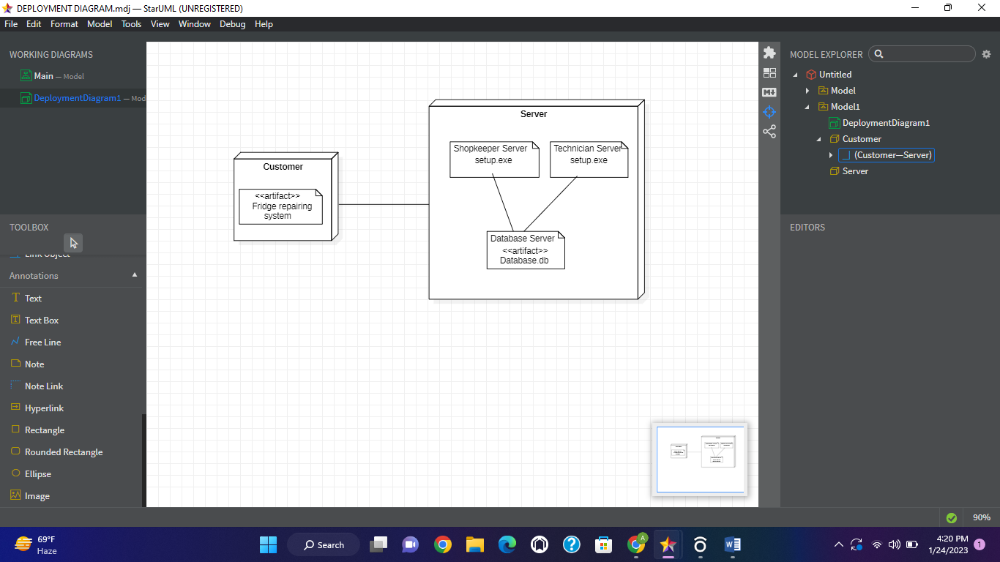 DEPLOYMENT DIAGRAM.mdj — StarUML (UNREGISTERED)
File Edit Format Model Tools View Window Debug Help
WORKING DIAGRAMS
Main — Model
DeploymentDiagram1 — Mod
TOOLBOX
Link Object
Annotations
Text
Text Box
Free Line
Note
Note Link
Hyperlink
Rectangle
Rounded Rectangle
Ellipse
Image
Customer
<<artifact>>
Fridge repairing
system
Server
Shopkeeper Server
setup.exe
Technician Server
setup.exe
Database Server
<<artifact>>
Database.db
MODEL EXPLORER
Untitled
Model
Model1
DeploymentDiagram1
Customer
(Customer—Server)
Server
EDITORS
90%
69°F
Haze
Search
A
4:20 PM
1/24/2023
1